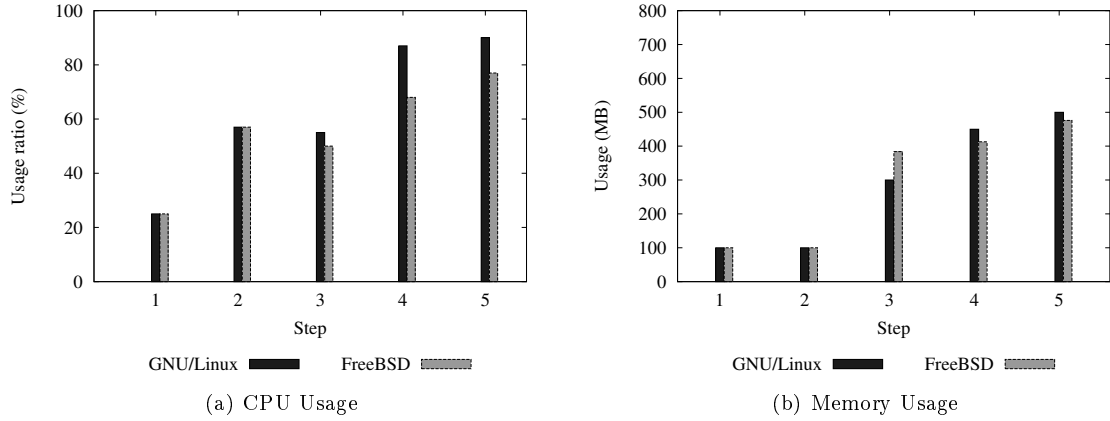 100
80
60
40
20
0
Usage ratio (%)
1 2 3 4 5
Step
GNU/Linux FreeBSD
(a) CPU Usage
800
700
600
500
400
300
200
100
0
Usage (MB)
1 2 3 4 5
Step
GNU/Linux FreeBSD
(b) Memory Usage